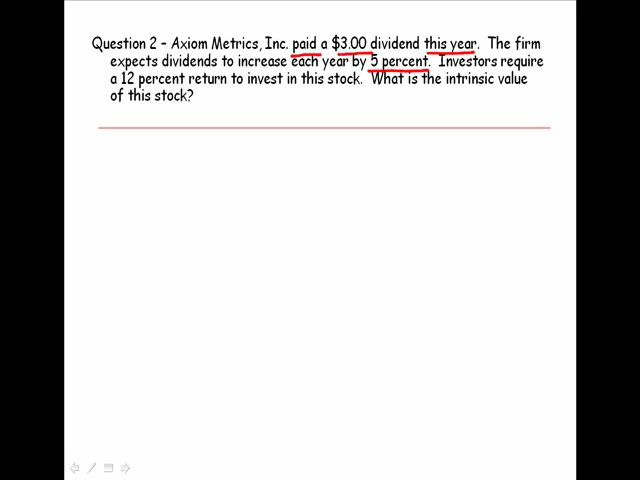 Question 2 – Axiom Metrics, Inc. paid a $3.00 dividend this year. The firm
expects dividends to increase each year by 5 percent. Investors require
a 12 percent return to invest in this stock. What is the intrinsic value
of this stock?